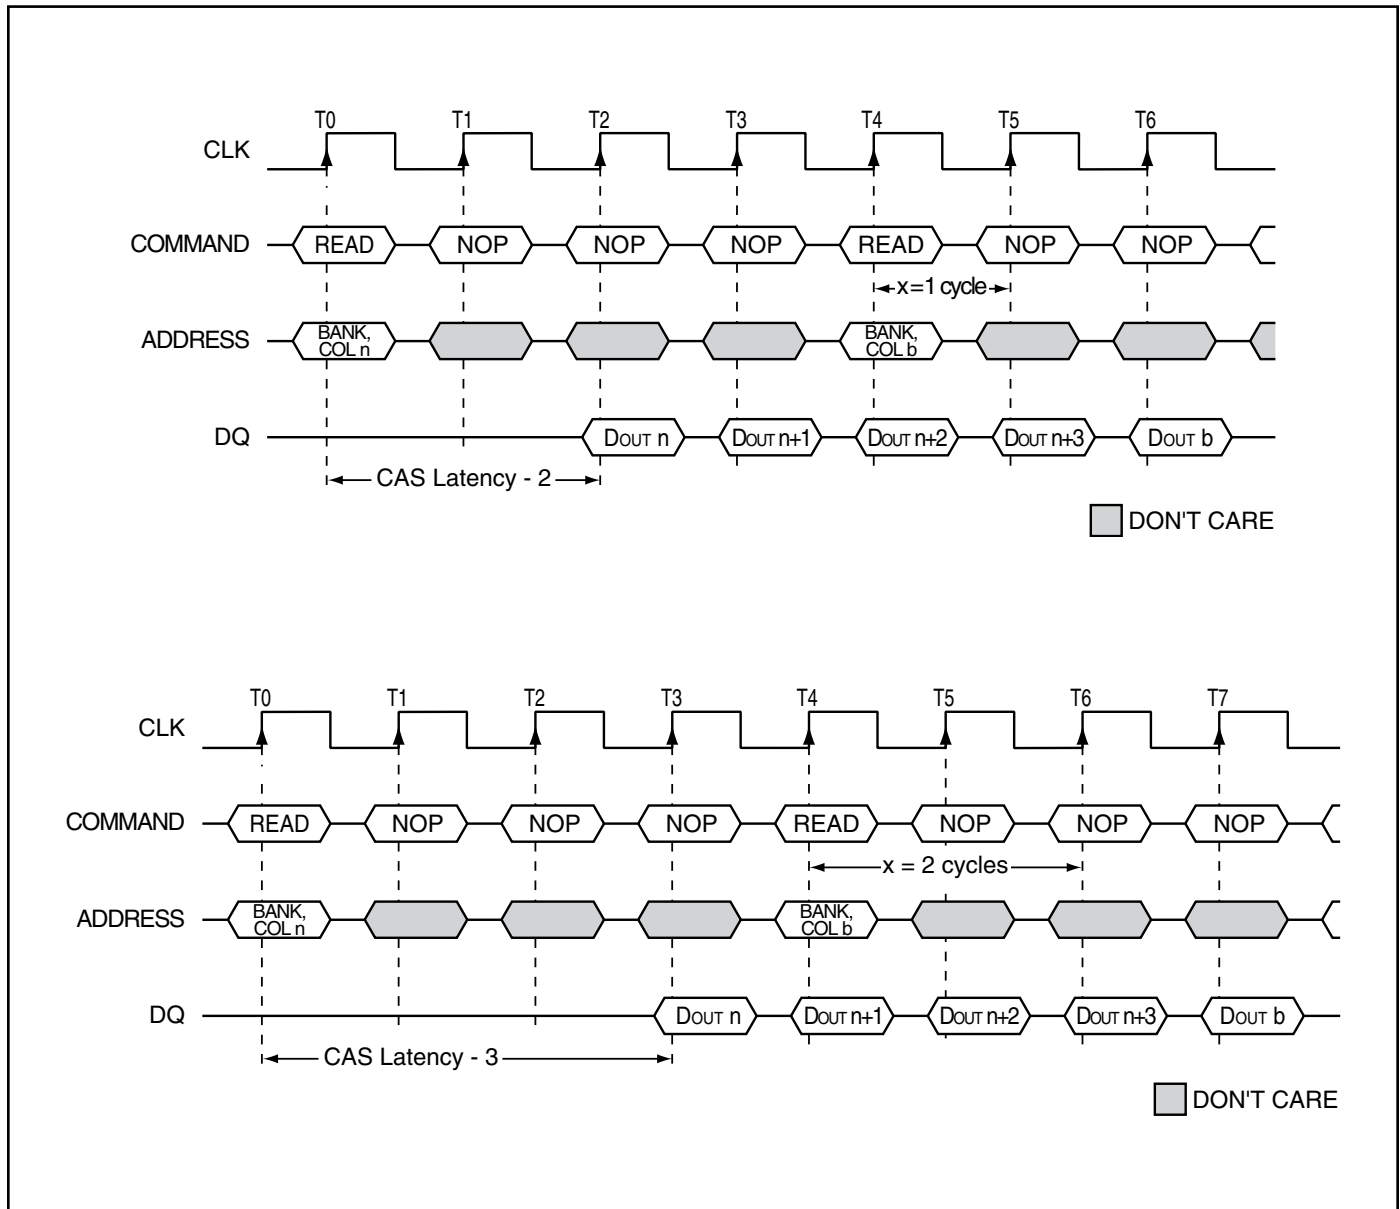 T0 T1 T2 T3 T4 T5 T6
CLK
COMMAND READ NOP NOP NOP READ NOP NOP
x=1 cycle
ADDRESS BANK, COL n BANK, COL b
DQ DOUT n DOUT n+1 DOUT n+2 DOUT n+3 DOUT b
CAS Latency - 2
DON'T CARE
T0 T1 T2 T3 T4 T5 T6 T7
CLK
COMMAND READ NOP NOP NOP READ NOP NOP NOP
x = 2 cycles
ADDRESS BANK, COL n BANK, COL b
DQ DOUT n DOUT n+1 DOUT n+2 DOUT n+3 DOUT b
CAS Latency - 3
DON'T CARE